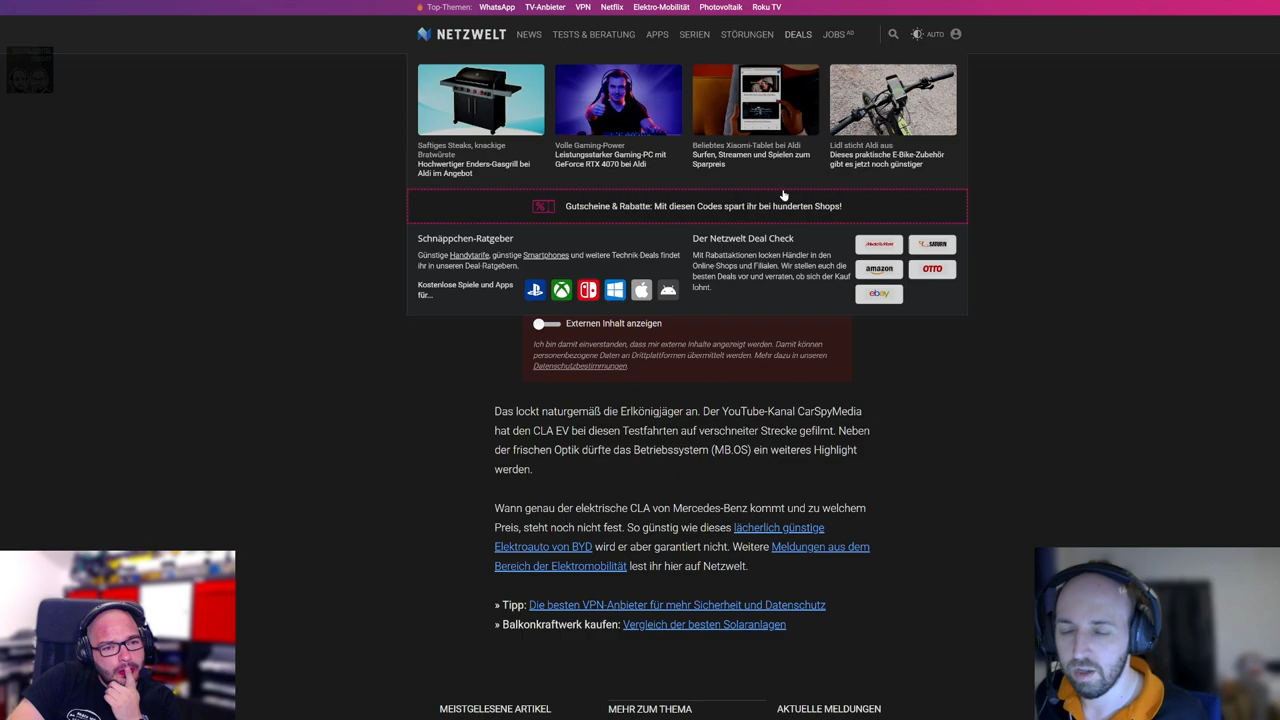 Top-Themen: WhatsApp TV-Anbieter VPN Netflix Elektro-Mobilität Photovoltaik Roku TV
NETZWELT NEWS TESTS & BERATUNG APPS SERIEN STÖRUNGEN DEALS JOBS AD AUTO
Saftiges Steaks, knackige
Bratwürste
Hochwertiger Enders-Gasgrill bei
Aldi im Angebot
Volle Gaming-Power
Leistungsstarker Gaming-PC mit
GeForce RTX 4070 bei Aldi
Beliebtes Xiaomi-Tablet bei Aldi
Surfen, Streamen und Spielen zum
Sparpreis
Lidl sticht Aldi aus
Dieses praktische E-Bike-Zubehör
gibt es jetzt noch günstiger
% Gutscheine & Rabatte: Mit diesen Codes spart ihr bei hunderten Shops!
Schnäppchen-Ratgeber
Günstige Handytarife, günstige Smartphones und weitere Technik-Deals findet
ihr in unseren Deal-Ratgebern.
Kostenlose Spiele und Apps
für...
Der Netzwelt Deal Check
Mit Rabattaktionen locken Händler in den
Online-Shops und Filialen. Wir stellen euch die
besten Deals vor und verraten, ob sich der Kauf
lohnt.
MediaMarkt SATURN
amazon OTTO
ebay
Externen Inhalt anzeigen
Ich bin damit einverstanden, dass mir externe Inhalte angezeigt werden. Damit können
personenbezogene Daten an Drittplattformen übermittelt werden. Mehr dazu in unseren
Datenschutzbestimmungen.
Das lockt naturgemäß die Erlkönigjäger an. Der YouTube-Kanal CarSpyMedia
hat den CLA EV bei diesen Testfahrten auf verschneiter Strecke gefilmt. Neben
der frischen Optik dürfte das Betriebssystem (MB.OS) ein weiteres Highlight
werden.
Wann genau der elektrische CLA von Mercedes-Benz kommt und zu welchem
Preis, steht noch nicht fest. So günstig wie dieses lächerlich günstige
Elektroauto von BYD wird er aber garantiert nicht. Weitere Meldungen aus dem
Bereich der Elektromobilität lest ihr hier auf Netzwelt.
» Tipp: Die besten VPN-Anbieter für mehr Sicherheit und Datenschutz
» Balkonkraftwerk kaufen: Vergleich der besten Solaranlagen
MEISTGELESENE ARTIKEL MEHR ZUM THEMA AKTUELLE MELDUNGEN